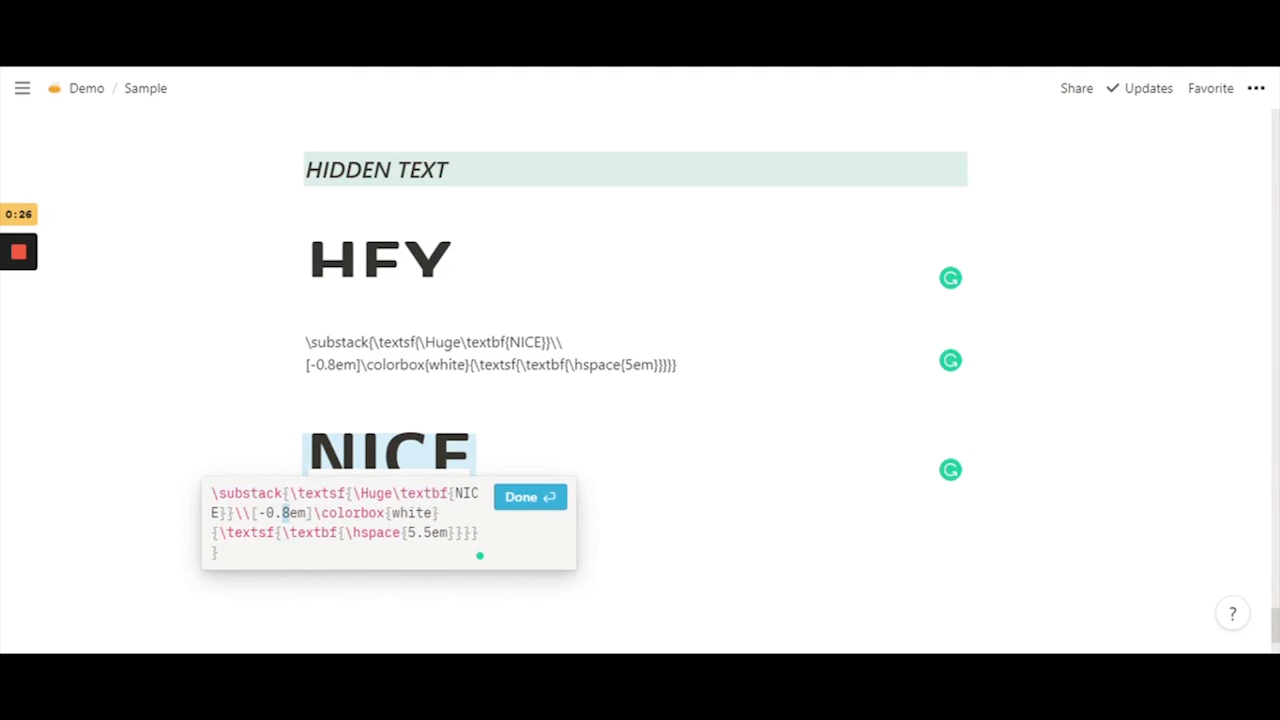 Demo / Sample
Share ✓ Updates Favorite •••
HIDDEN TEXT
0:26
HEY
\substack{\textsf{\Huge\textbf{NICE}}\\
[-0.8em]\colorbox{white}{\textsf{\textbf{\hspace{5em}}}}}
NICE
\substack{\textsf{\Huge\textbf{NIC
E}}\\[-0.8em]\colorbox{white}
{\textsf{\textbf{\hspace{5.5em}}}}
}
Done
?